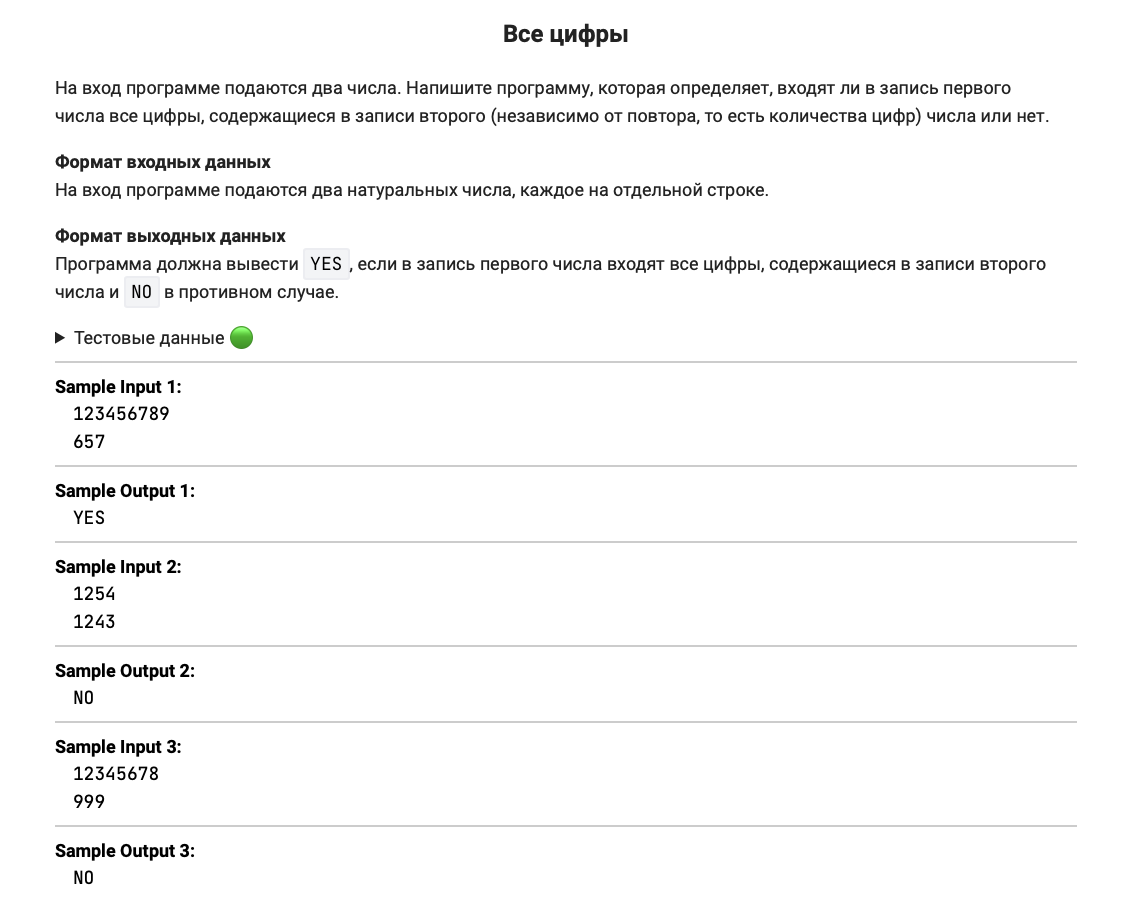 Все цифры
На вход программе подаются два числа. Напишите программу, которая определяет, входят ли в запись первого
числа все цифры, содержащиеся в записи второго (независимо от повтора, то есть количества цифр) числа или нет.
Формат входных данных
На вход программе подаются два натуральных числа, каждое на отдельной строке.
Формат выходных данных
Программа должна вывести YES, если в запись первого числа входят все цифры, содержащиеся в записи второго
числа и NO в противном случае.
Тестовые данные
Sample Input 1:
123456789
657
Sample Output 1:
YES
Sample Input 2:
1254
1243
Sample Output 2:
NO
Sample Input 3:
12345678
999
Sample Output 3:
NO